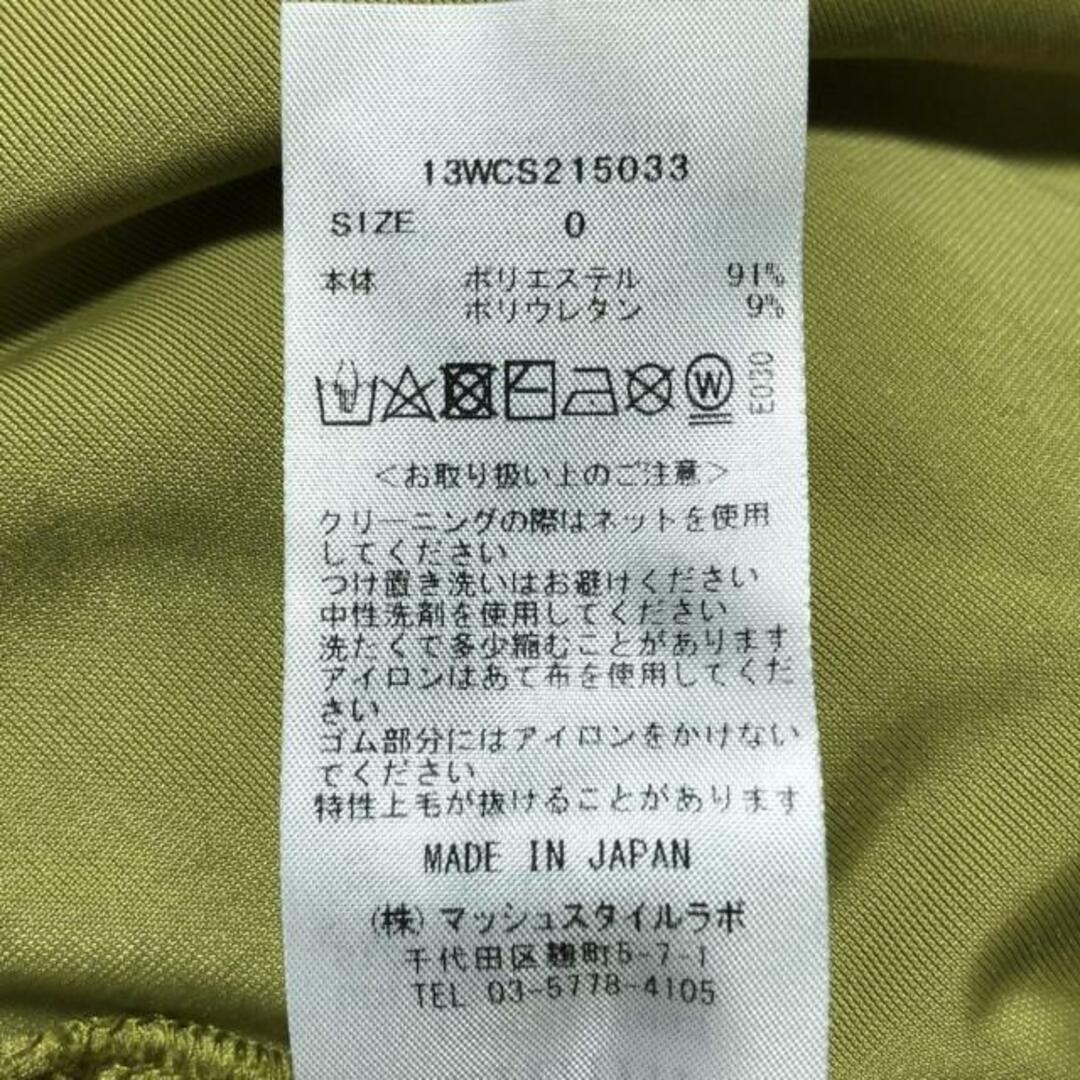 13WCS215033
SIZE 0
本体 ポリエステル 91%
ポリウレタン 9%
W
E030
<お取り扱い上のご注意>
クリーニングの際はネットを使用
してください
つけ置き洗いはお避けください
中性洗剤を使用してください
洗たくで多少縮むことがあります
アイロンはあて布を使用してくだ
さい
ゴム部分にはアイロンをかけない
でください
特性上毛が抜けることがあります
MADE IN JAPAN
(株)マッシュスタイルラボ
千代田区麹町5-7-1
TEL 03-5778-4105